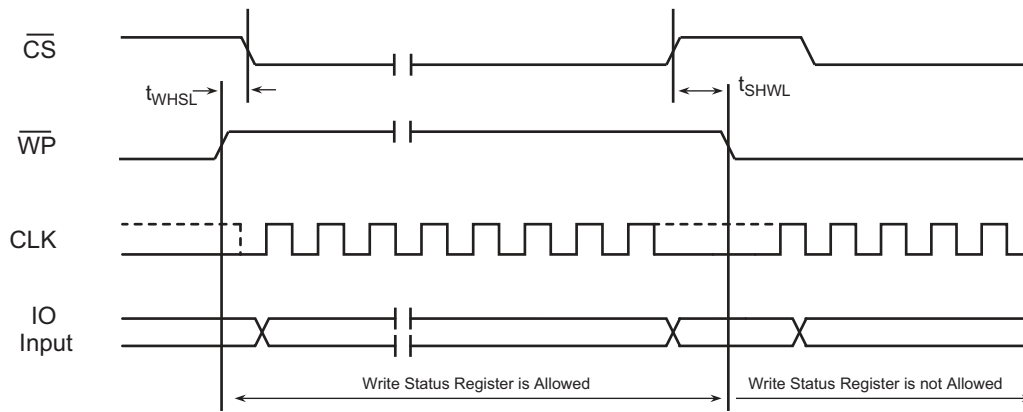 CS
tWHSL
tSHWL
WP
CLK
IO
Input
Write Status Register is Allowed
Write Status Register is not Allowed